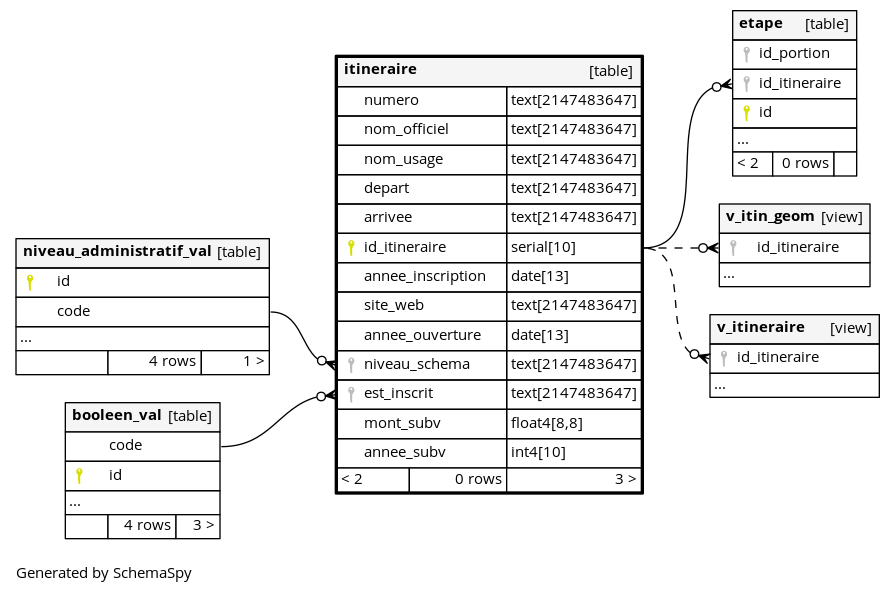 niveau_administratif_val [table]
id
code
...
4 rows 1 >
booleen_val [table]
code
id
...
4 rows 3 >
itineraire [table]
numero text[2147483647]
nom_officiel text[2147483647]
nom_usage text[2147483647]
depart text[2147483647]
arrivee text[2147483647]
id_itineraire serial[10]
annee_inscription date[13]
site_web text[2147483647]
annee_ouverture date[13]
niveau_schema text[2147483647]
est_inscrit text[2147483647]
mont_subv float4[8,8]
annee_subv int4[10]
< 2 0 rows 3 >
etape [table]
id_portion
id_itineraire
id
...
< 2 0 rows
v_itin_geom [view]
id_itineraire
...
v_itineraire [view]
id_itineraire
...
Generated by SchemaSpy